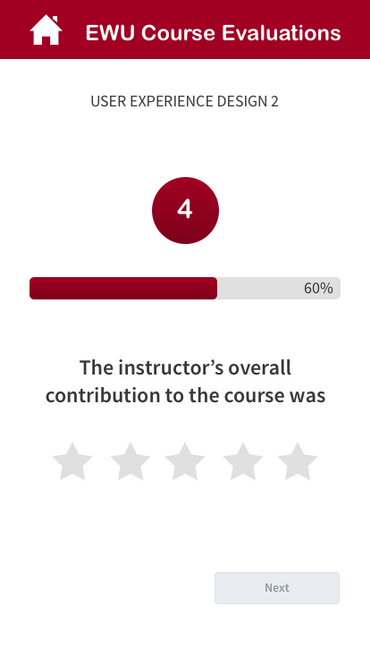 EWU Course Evaluations
USER EXPERIENCE DESIGN 2
4
60%
The instructor’s overall
contribution to the course was
Next